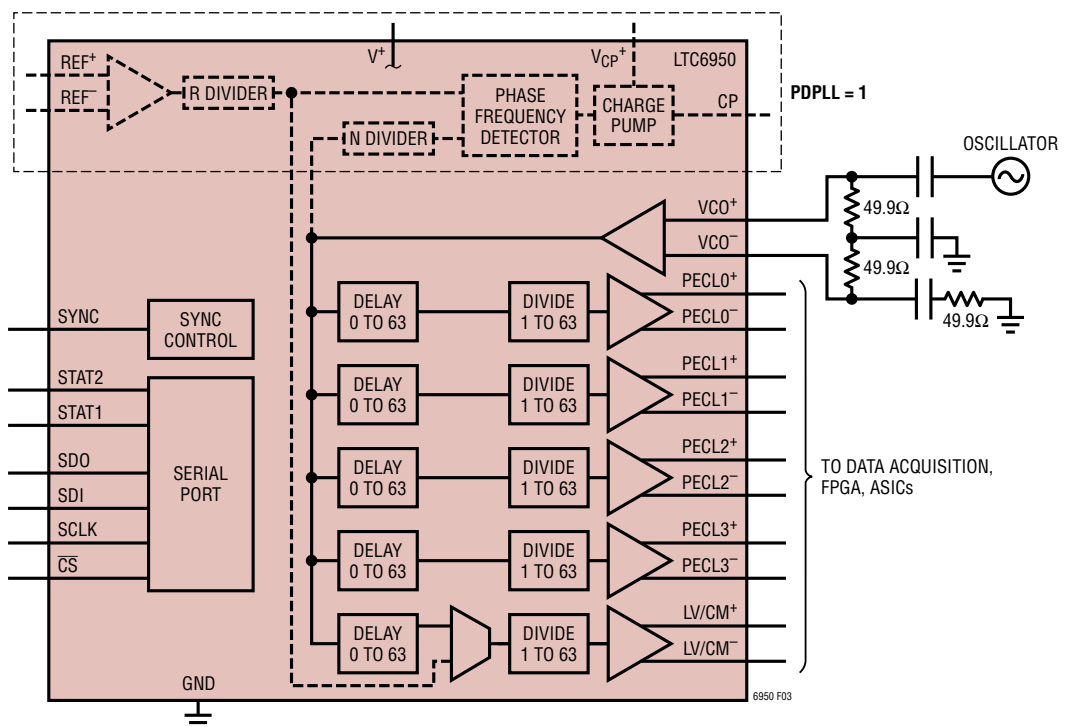 REF+
REF−
R DIVIDER
V+
VCP+
LTC6950
PHASE
FREQUENCY
DETECTOR
CHARGE
PUMP
CP
PDPLL = 1
N DIVIDER
OSCILLATOR
VCO+
VCO−
49.9Ω
49.9Ω
49.9Ω
SYNC
SYNC
CONTROL
STAT2
STAT1
SDO
SDI
SCLK
CS
SERIAL
PORT
DELAY
0 TO 63
DIVIDE
1 TO 63
PECL0+
PECL0−
DELAY
0 TO 63
DIVIDE
1 TO 63
PECL1+
PECL1−
DELAY
0 TO 63
DIVIDE
1 TO 63
PECL2+
PECL2−
DELAY
0 TO 63
DIVIDE
1 TO 63
PECL3+
PECL3−
DELAY
0 TO 63
DIVIDE
1 TO 63
LV/CM+
LV/CM−
TO DATA ACQUISITION,
FPGA, ASICs
GND
6950 F03